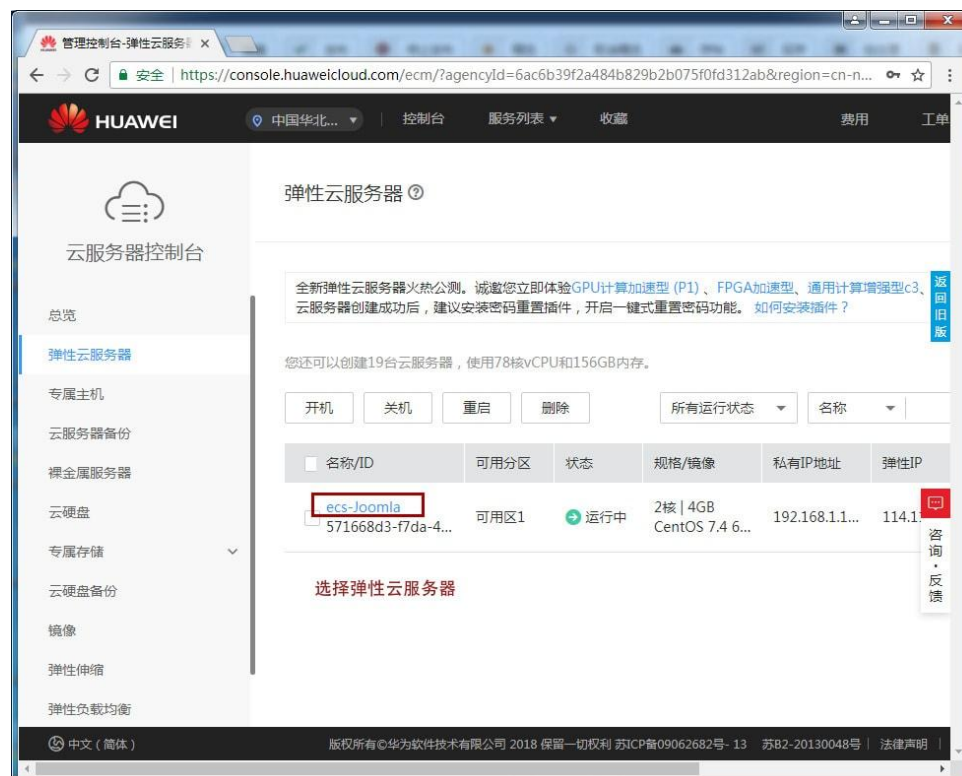 管理控制台-弹性云服务
安全 | https://console.huaweicloud.com/ecm/?agencyId=6ac6b39f2a484b829b2b075f0fd312ab&region=cn-n...
HUAWEI 中国华北... 控制台 服务列表 收藏 费用 工单
云服务器控制台
总览
弹性云服务器
专属主机
云服务器备份
裸金属服务器
云硬盘
专属存储
云硬盘备份
镜像
弹性伸缩
弹性负载均衡
弹性云服务器
全新弹性云服务器火热公测。诚邀您立即体验GPU计算加速型 (P1) 、FPGA加速型、通用计算增强型c3、
云服务器创建成功后，建议安装密码重置插件，开启一键式重置密码功能。 如何安装插件？
您还可以创建19台云服务器，使用78核vCPU和156GB内存。
开机 关机 重启 删除 所有运行状态 名称
名称/ID 可用分区 状态 规格/镜像 私有IP地址 弹性IP
ecs-Joomla
571668d3-f7da-4... 可用区1 运行中 2核 | 4GB
CentOS 7.4 6... 192.168.1.1... 114.1
选择弹性云服务器
返回旧版
咨询·反馈
中文 ( 简体 ) 版权所有©华为软件技术有限公司 2018 保留一切权利 苏ICP备09062682号- 13 苏B2-20130048号 | 法律声明 |